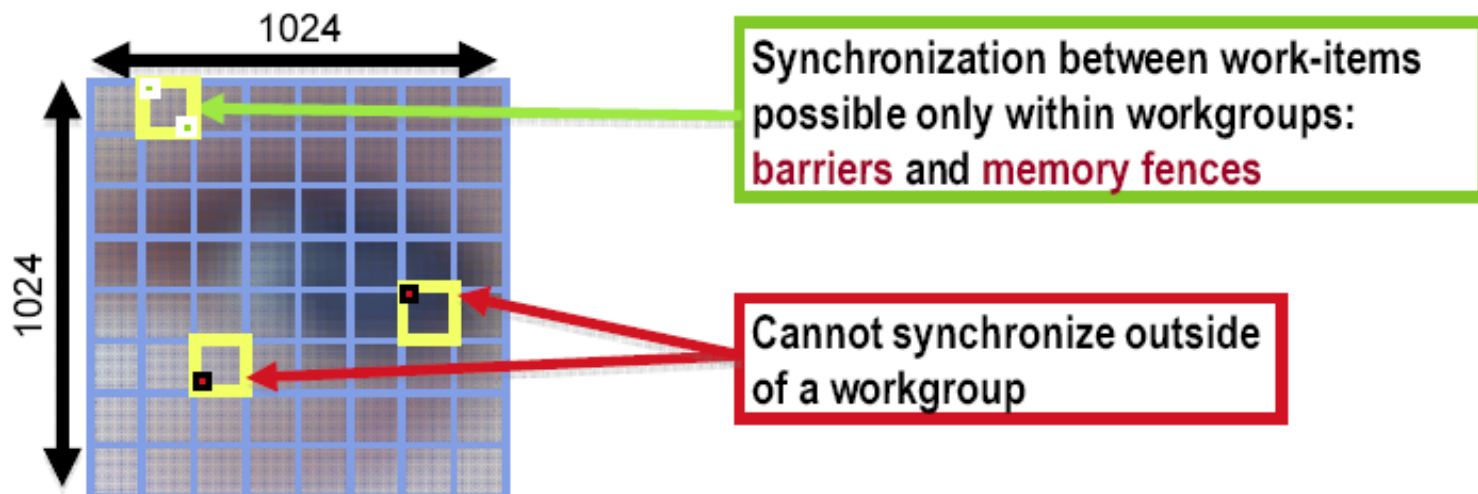 1024
Synchronization between work-items
possible only within workgroups:
barriers and memory fences
1024
Cannot synchronize outside
of a workgroup